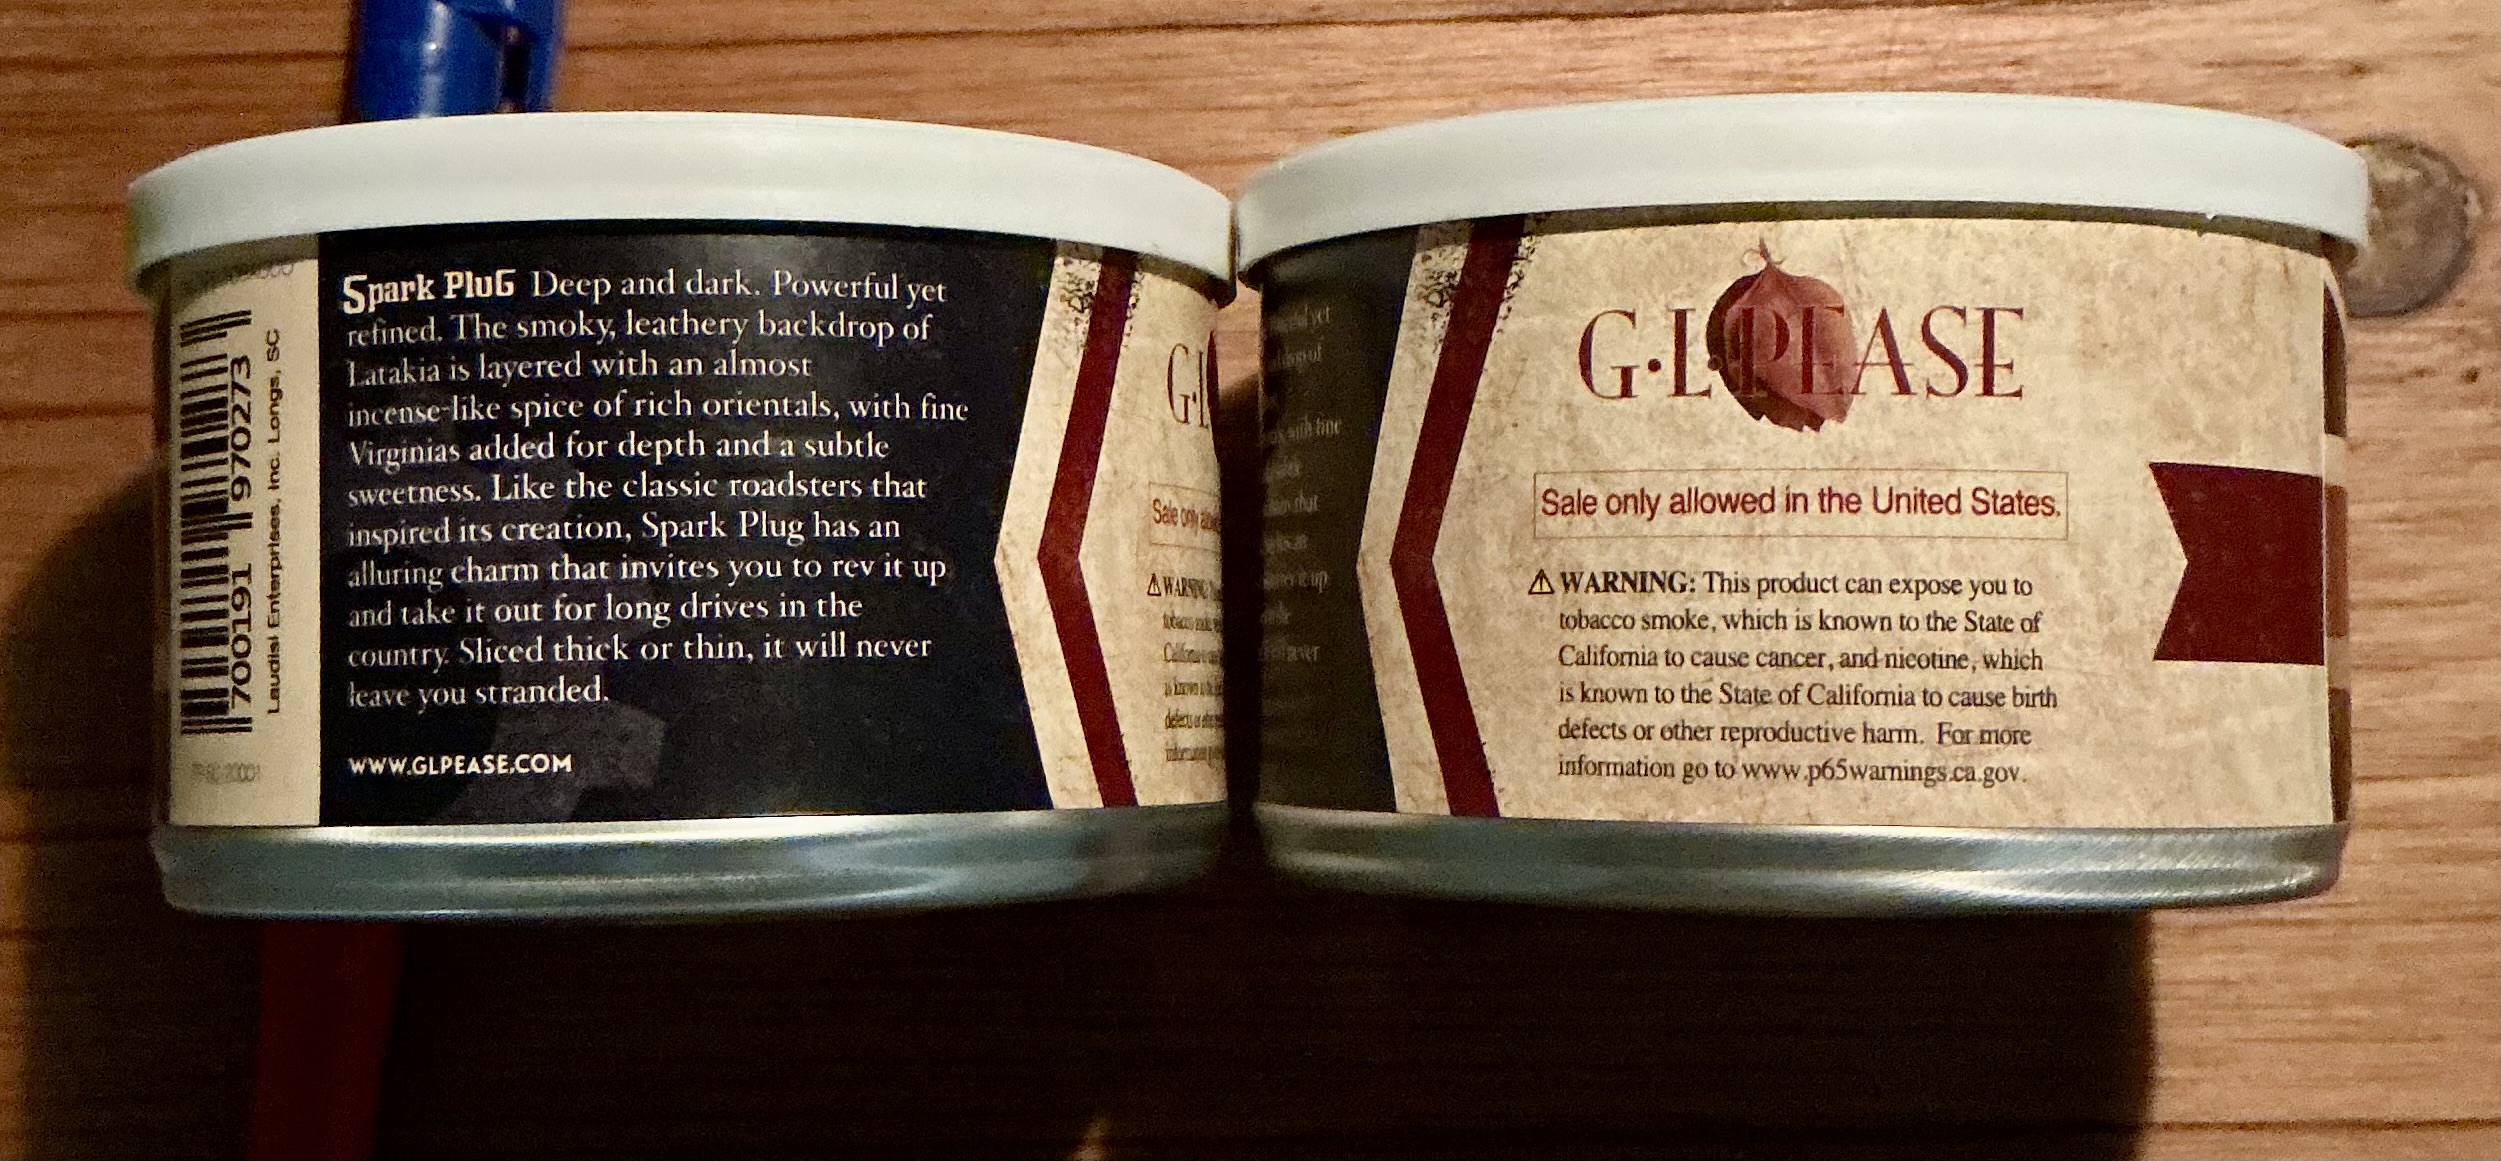 7 00191 97027 3
Laudisi Enterprises, Inc. Longs, SC
Spark Plug Deep and dark. Powerful yet
refined. The smoky, leathery backdrop of
Latakia is layered with an almost
incense-like spice of rich orientals, with fine
Virginias added for depth and a subtle
sweetness. Like the classic roadsters that
inspired its creation, Spark Plug has an
alluring charm that invites you to rev it up
and take it out for long drives in the
country. Sliced thick or thin, it will never
leave you stranded.
WWW.GLPEASE.COM
G·L
Sale only
⚠ WARNING:
G·L·PEASE
Sale only allowed in the United States.
⚠ WARNING: This product can expose you to
tobacco smoke, which is known to the State of
California to cause cancer, and nicotine, which
is known to the State of California to cause birth
defects or other reproductive harm. For more
information go to www.p65warnings.ca.gov.